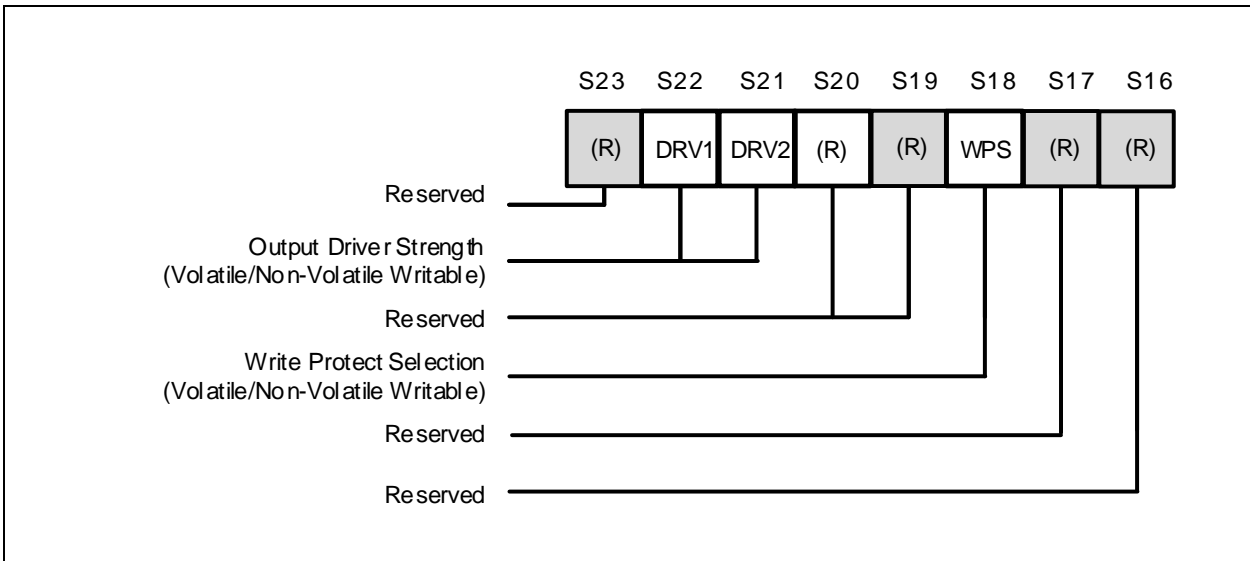 S23 S22 S21 S20 S19 S18 S17 S16
(R) DRV1 DRV2 (R) (R) WPS (R) (R)
Reserved
Output Driver Strength
(Volatile/Non-Volatile Writable)
Reserved
Write Protect Selection
(Volatile/Non-Volatile Writable)
Reserved
Reserved